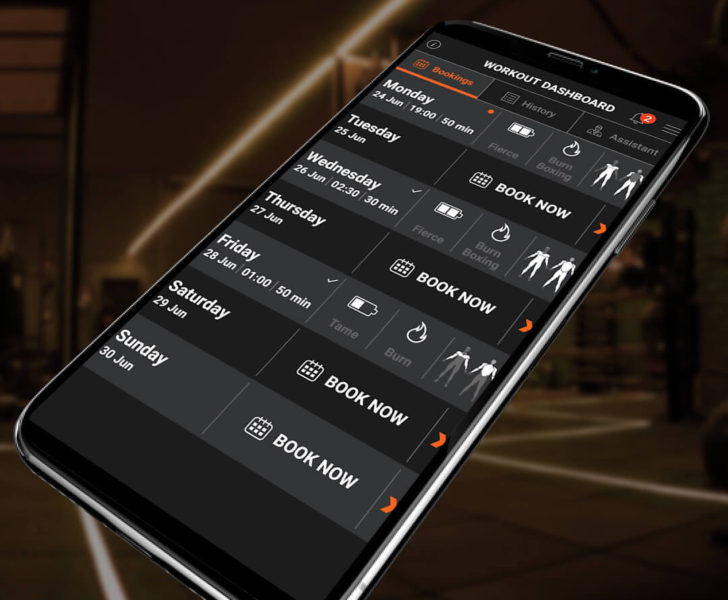 WORKOUT DASHBOARD
2
Bookings
History
Assistant
Monday
24 Jun 19:00 50 min
Fierce
Burn
Boxing
Tuesday
25 Jun
BOOK NOW
Wednesday
26 Jun 02:30 30 min
Fierce
Burn
Boxing
Thursday
27 Jun
BOOK NOW
Friday
28 Jun 01:00 50 min
Tame
Burn
Saturday
29 Jun
BOOK NOW
Sunday
30 Jun
BOOK NOW